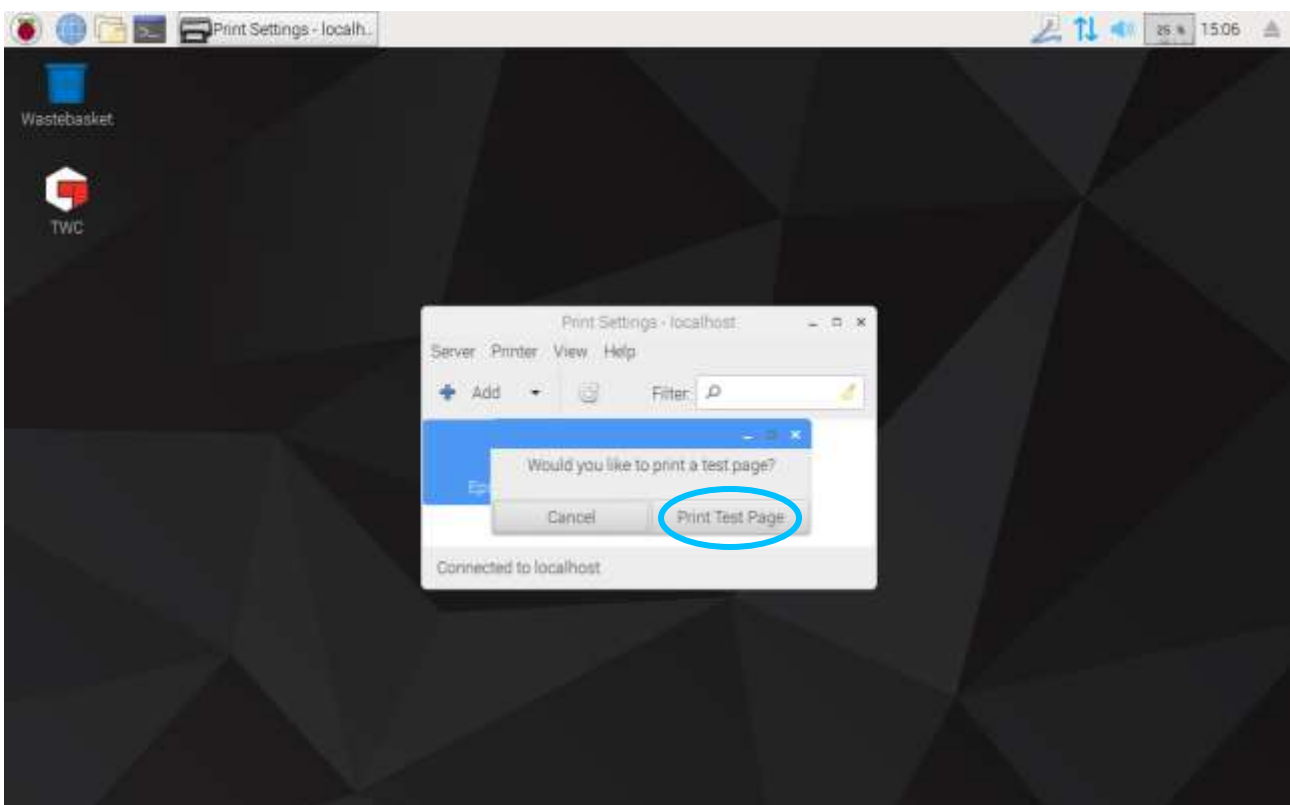 Print Settings - localh..
25 %
15:06
Wastebasket
TWC
Print Settings - localhost
Server Printer View Help
Add Filter:
Would you like to print a test page?
Cancel Print Test Page
Connected to localhost